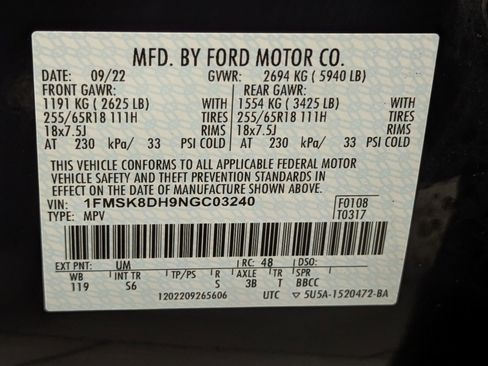 MFD. BY FORD MOTOR CO.
DATE: 09/22 GVWR: 2694 KG ( 5940 LB)
FRONT GAWR: REAR GAWR:
1191 KG ( 2625 LB) WITH 1554 KG ( 3425 LB) WITH
255/65R18 111H TIRES 255/65R18 111H TIRES
18x7.5J RIMS 18x7.5J RIMS
AT 230 kPa/ 33 PSI COLD AT 230 kPa/ 33 PSI COLD
THIS VEHICLE CONFORMS TO ALL APPLICABLE FEDERAL MOTOR
VEHICLE SAFETY AND THEFT PREVENTION STANDARDS IN
EFFECT ON THE DATE OF MANUFACTURE SHOWN ABOVE.
VIN: 1FMSK8DH9NGC03240 F0108
TYPE: MPV T0317
EXT PNT: UM RC: 48 DSO:
WB INT TR TP/PS R AXLE TR SPR
119 S6 S 3B T BBCC
1202209265606 UTC 5U5A-1520472-BA